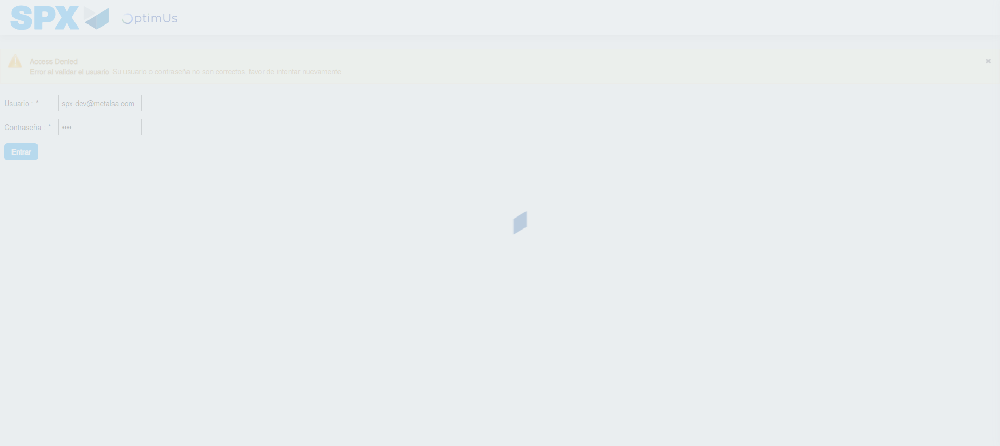 SPX OptimUs
Access Denied
Error al validar el usuario Su usuario o contraseña no son correctos, favor de intentar nuevamente
Usuario : * spx-dev@metalsa.com
Contraseña : * ••••
Entrar